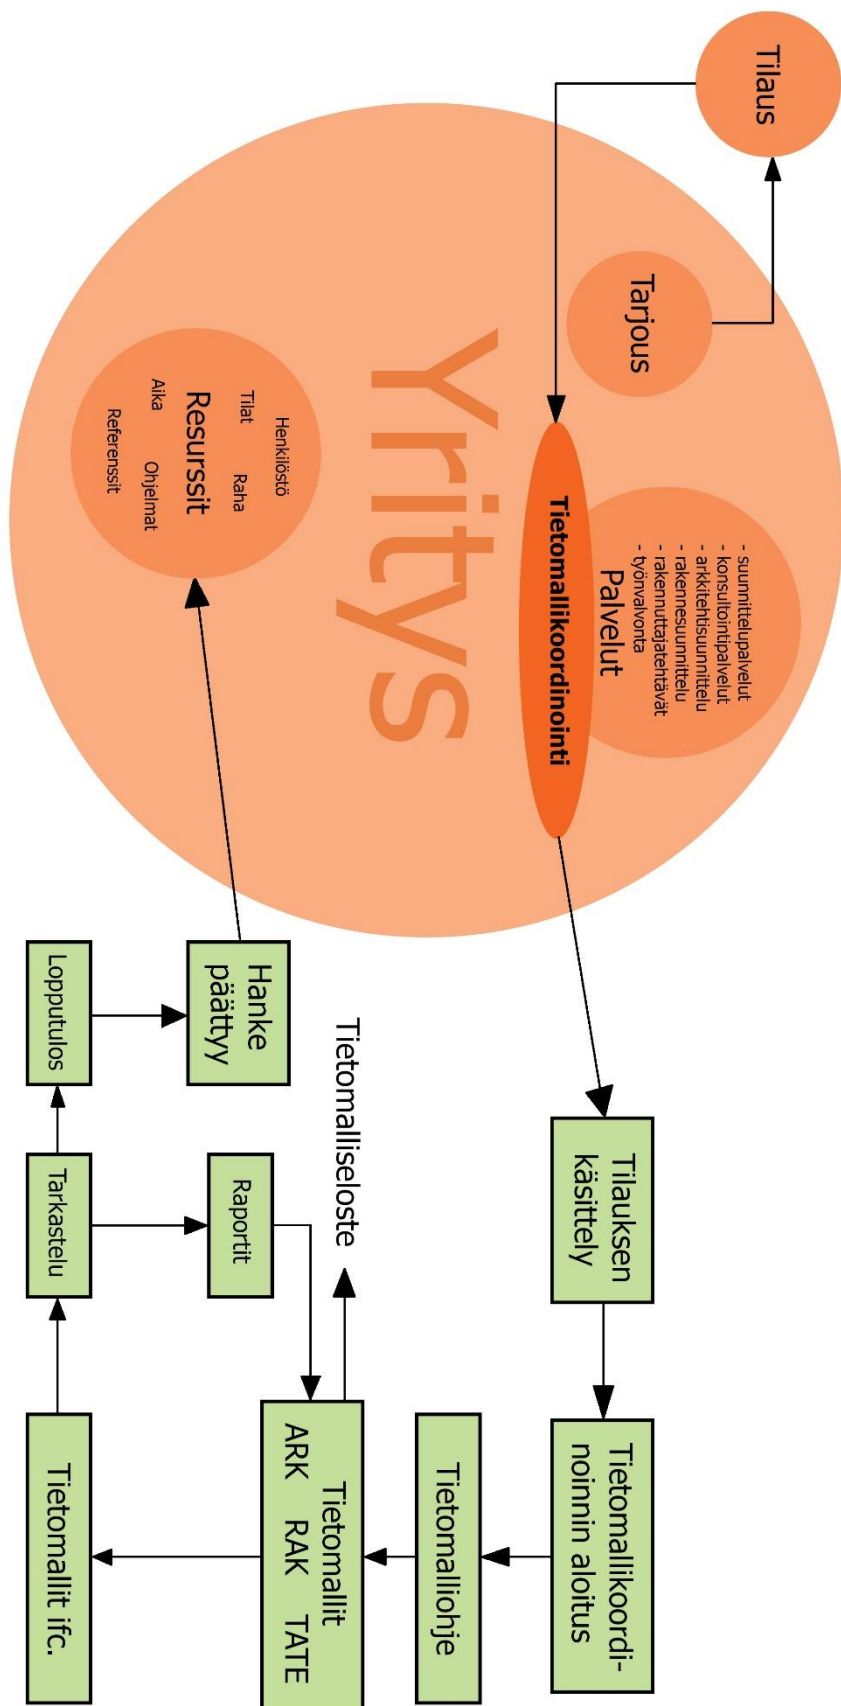 Tilaus
Tarjous
- suunnittelupalvelut
- konsultointipalvelut
- arkkitehtisuunnittelu
- rakennesuunnittelu
- rakennuttajatehtävät
- työnvalvonta
Palvelut
Tietomallikoordinointi
Yritys
Henkilöstö
Tilat Raha
Resurssit
Aika Ohjelmat
Referenssit
Tilauksen
käsittely
Tietomallikoordi-
noinnin aloitus
Tietomalliohje
Tietomallit
ARK RAK TATE
Tietomalliseloste
Tietomallit ifc.
Tarkastelu
Raportit
Lopputulos
Hanke
päättyy